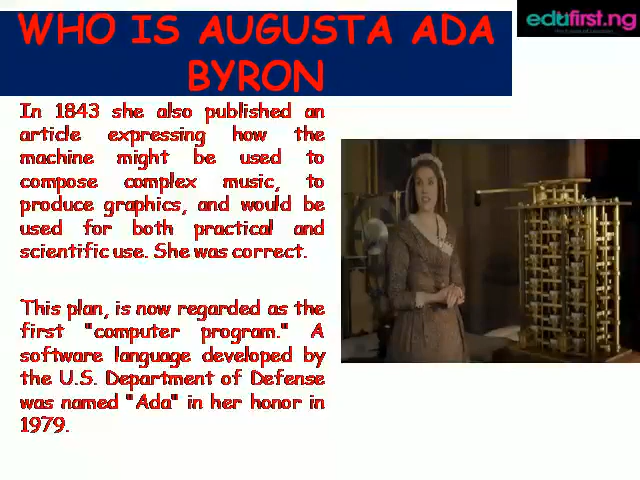 WHO IS AUGUSTA ADA
BYRON
edufirst.ng
In 1843 she also published an
article expressing how the
machine might be used to
compose complex music, to
produce graphics, and would be
used for both practical and
scientific use. She was correct.
This plan, is now regarded as the
first "computer program." A
software language developed by
the U.S. Department of Defense
was named "Ada" in her honor in
1979.